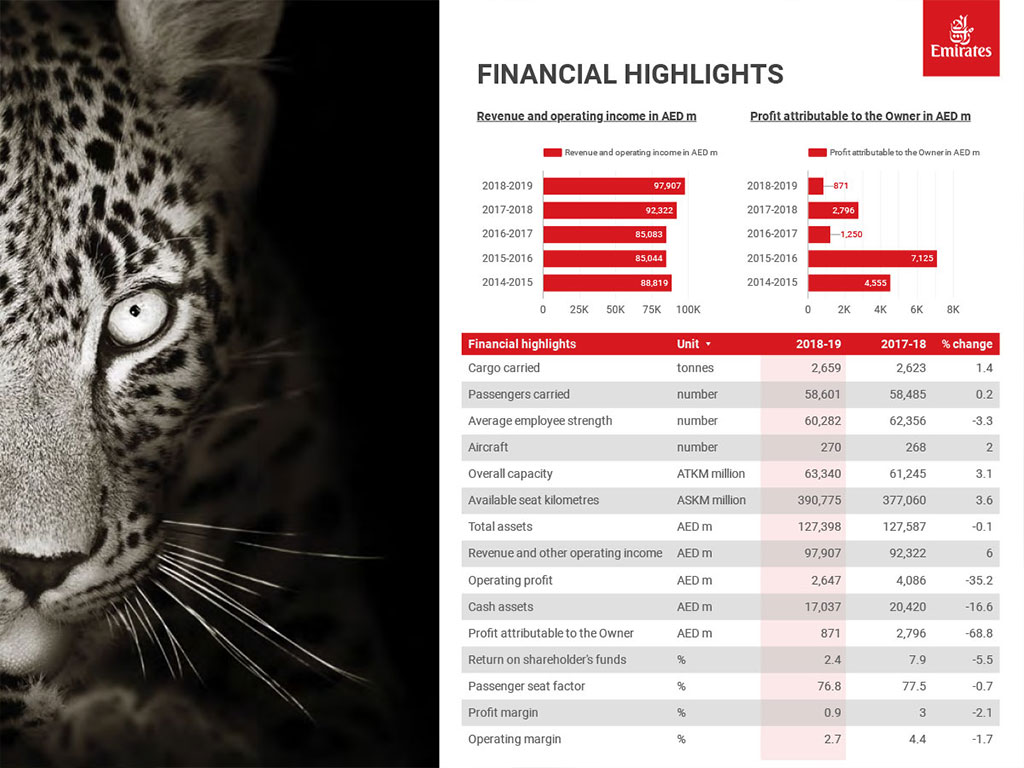 Emirates
FINANCIAL HIGHLIGHTS
Revenue and operating income in AED m
Revenue and operating income in AED m
2018-2019 97,907
2017-2018 92,322
2016-2017 85,083
2015-2016 85,044
2014-2015 88,819
0 25K 50K 75K 100K
Profit attributable to the Owner in AED m
Profit attributable to the Owner in AED m
2018-2019 871
2017-2018 2,796
2016-2017 1,250
2015-2016 7,125
2014-2015 4,555
0 2K 4K 6K 8K
Financial highlights Unit 2018-19 2017-18 % change
Cargo carried tonnes 2,659 2,623 1.4
Passengers carried number 58,601 58,485 0.2
Average employee strength number 60,282 62,356 -3.3
Aircraft number 270 268 2
Overall capacity ATKM million 63,340 61,245 3.1
Available seat kilometres ASKM million 390,775 377,060 3.6
Total assets AED m 127,398 127,587 -0.1
Revenue and other operating income AED m 97,907 92,322 6
Operating profit AED m 2,647 4,086 -35.2
Cash assets AED m 17,037 20,420 -16.6
Profit attributable to the Owner AED m 871 2,796 -68.8
Return on shareholder's funds % 2.4 7.9 -5.5
Passenger seat factor % 76.8 77.5 -0.7
Profit margin % 0.9 3 -2.1
Operating margin % 2.7 4.4 -1.7